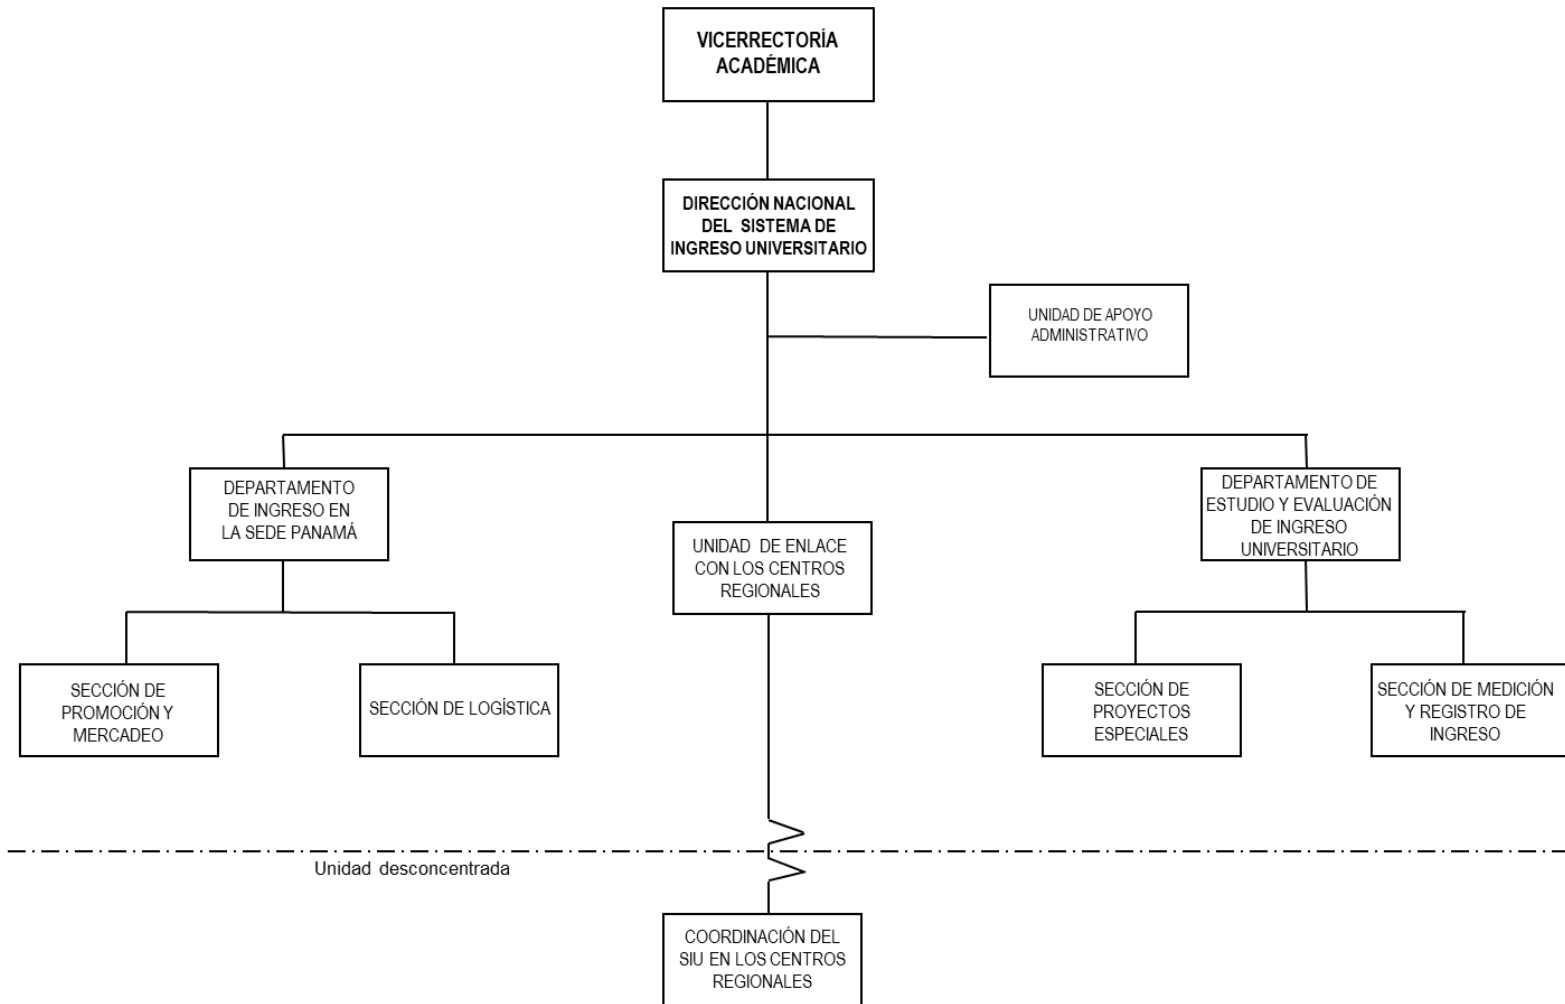 VICERRECTORÍA
ACADÉMICA
DIRECCIÓN NACIONAL
DEL SISTEMA DE
INGRESO UNIVERSITARIO
UNIDAD DE APOYO
ADMINISTRATIVO
DEPARTAMENTO
DE INGRESO EN
LA SEDE PANAMÁ
UNIDAD DE ENLACE
CON LOS CENTROS
REGIONALES
DEPARTAMENTO DE
ESTUDIO Y EVALUACIÓN
DE INGRESO
UNIVERSITARIO
SECCIÓN DE
PROMOCIÓN Y
MERCADEO
SECCIÓN DE LOGÍSTICA
SECCIÓN DE
PROYECTOS
ESPECIALES
SECCIÓN DE MEDICIÓN
Y REGISTRO DE
INGRESO
Unidad desconcentrada
COORDINACIÓN DEL
SIU EN LOS CENTROS
REGIONALES